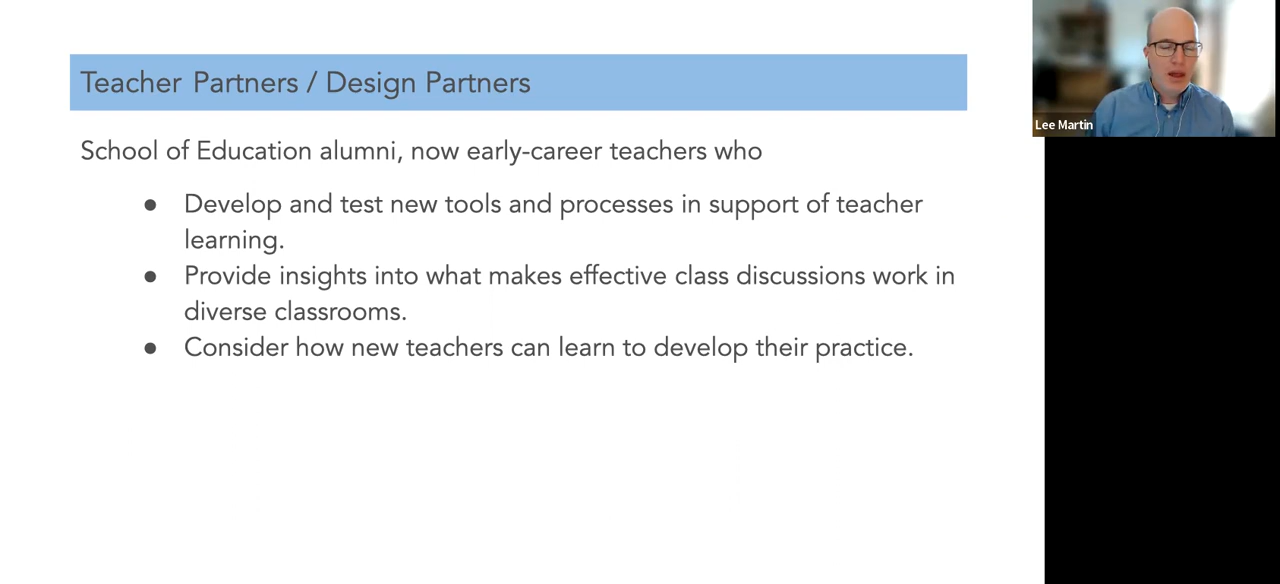 Teacher Partners / Design Partners
School of Education alumni, now early-career teachers who
● Develop and test new tools and processes in support of teacher
learning.
● Provide insights into what makes effective class discussions work in
diverse classrooms.
● Consider how new teachers can learn to develop their practice.
Lee Martin